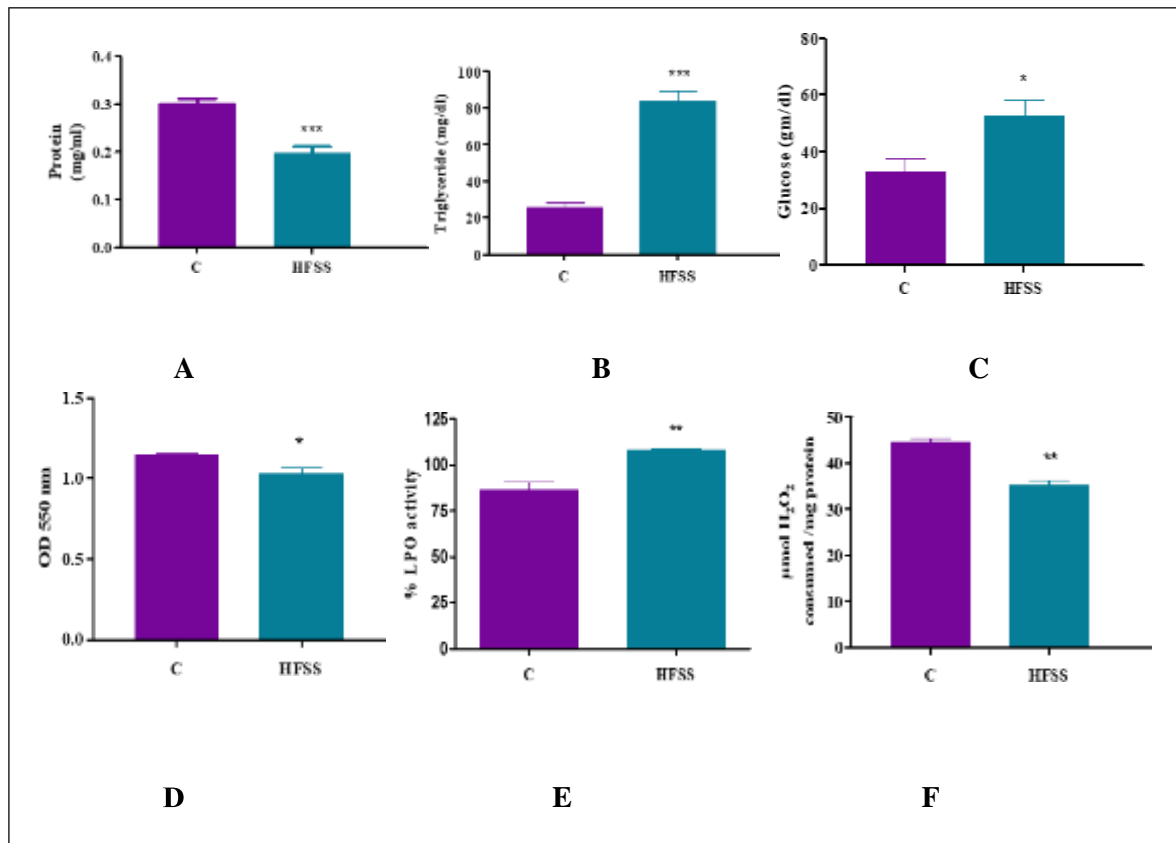 0.4
0.3
0.2
0.1
0.0
Protein
(mg/ml)
***
C HFSS
A
100
80
60
40
20
0
Triglyceride (mg/dl)
***
C HFSS
B
80
60
40
20
0
Glucose (gm/dl)
*
C HFSS
C
1.5
1.0
0.5
0.0
OD 550 nm
*
C HFSS
D
125
100
75
50
25
0
% LPO activity
**
C HFSS
E
50
40
30
20
10
0
µmol H₂O₂
consumed /mg protein
**
C HFSS
F